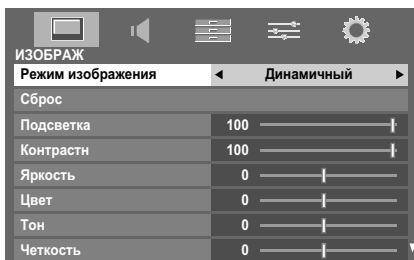 ИЗОБРАЖ
Режим изображения Динамичный
Сброс
Подсветка 100
Контрастн 100
Яркость 0
Цвет 0
Тон 0
Четкость 0